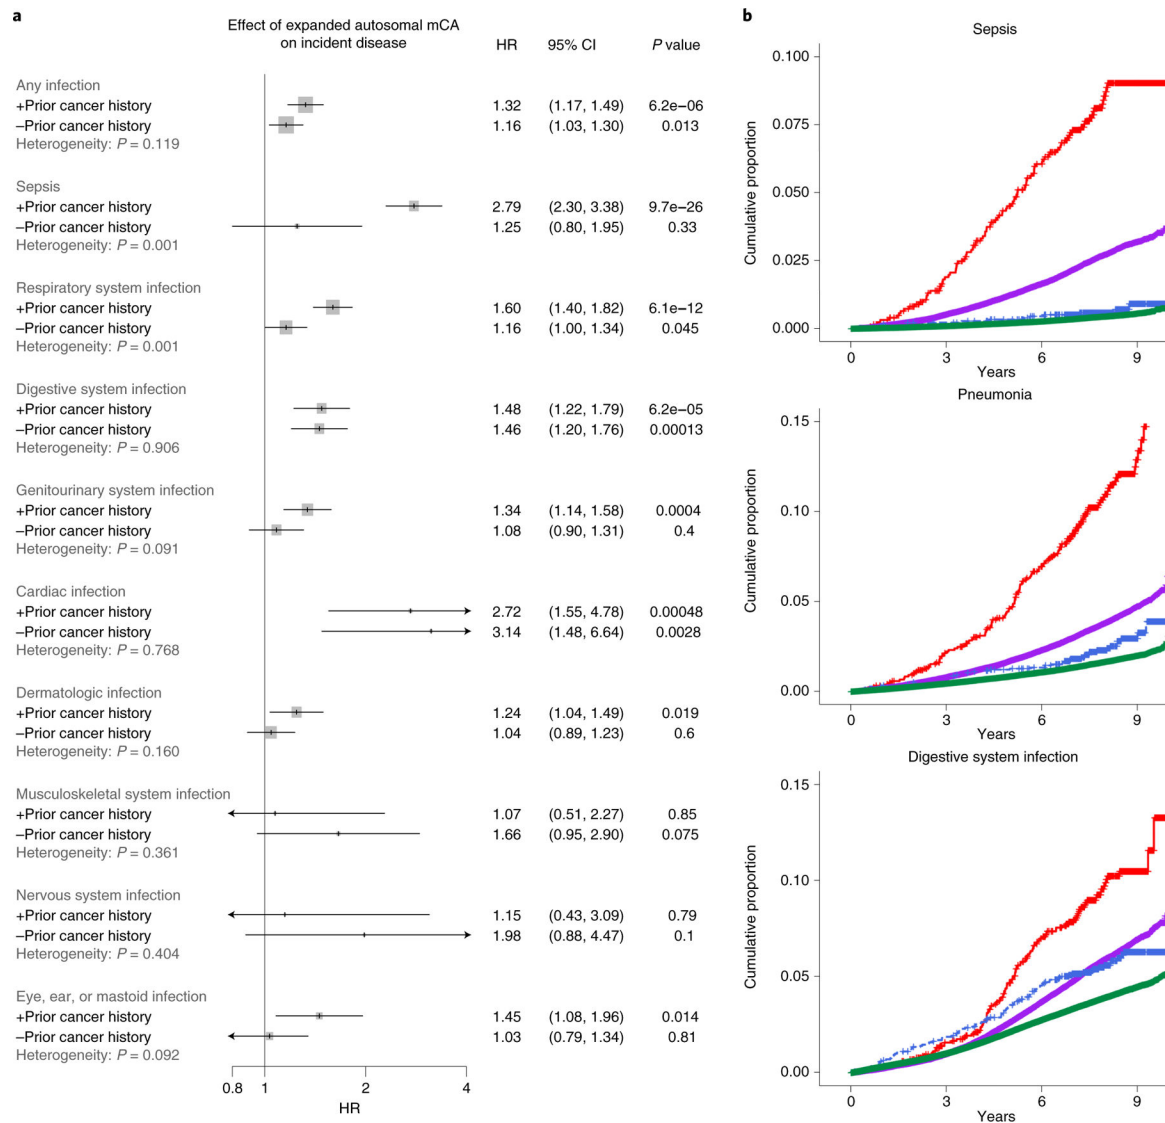 a
Effect of expanded autosomal mCA
on incident disease
HR 95% CI P value
Any infection
+Prior cancer history 1.32 (1.17, 1.49) 6.2e−06
−Prior cancer history 1.16 (1.03, 1.30) 0.013
Heterogeneity: P = 0.119
Sepsis
+Prior cancer history 2.79 (2.30, 3.38) 9.7e−26
−Prior cancer history 1.25 (0.80, 1.95) 0.33
Heterogeneity: P = 0.001
Respiratory system infection
+Prior cancer history 1.60 (1.40, 1.82) 6.1e−12
−Prior cancer history 1.16 (1.00, 1.34) 0.045
Heterogeneity: P = 0.001
Digestive system infection
+Prior cancer history 1.48 (1.22, 1.79) 6.2e−05
−Prior cancer history 1.46 (1.20, 1.76) 0.00013
Heterogeneity: P = 0.906
Genitourinary system infection
+Prior cancer history 1.34 (1.14, 1.58) 0.0004
−Prior cancer history 1.08 (0.90, 1.31) 0.4
Heterogeneity: P = 0.091
Cardiac infection
+Prior cancer history 2.72 (1.55, 4.78) 0.00048
−Prior cancer history 3.14 (1.48, 6.64) 0.0028
Heterogeneity: P = 0.768
Dermatologic infection
+Prior cancer history 1.24 (1.04, 1.49) 0.019
−Prior cancer history 1.04 (0.89, 1.23) 0.6
Heterogeneity: P = 0.160
Musculoskeletal system infection
+Prior cancer history 1.07 (0.51, 2.27) 0.85
−Prior cancer history 1.66 (0.95, 2.90) 0.075
Heterogeneity: P = 0.361
Nervous system infection
+Prior cancer history 1.15 (0.43, 3.09) 0.79
−Prior cancer history 1.98 (0.88, 4.47) 0.1
Heterogeneity: P = 0.404
Eye, ear, or mastoid infection
+Prior cancer history 1.45 (1.08, 1.96) 0.014
−Prior cancer history 1.03 (0.79, 1.34) 0.81
Heterogeneity: P = 0.092
0.8 1 2 4
HR
b
Sepsis
Cumulative proportion
0.100
0.075
0.050
0.025
0.000
0 3 6 9
Years
Pneumonia
Cumulative proportion
0.15
0.10
0.05
0.00
0 3 6 9
Years
Digestive system infection
Cumulative proportion
0.15
0.10
0.05
0.00
0 3 6 9
Years